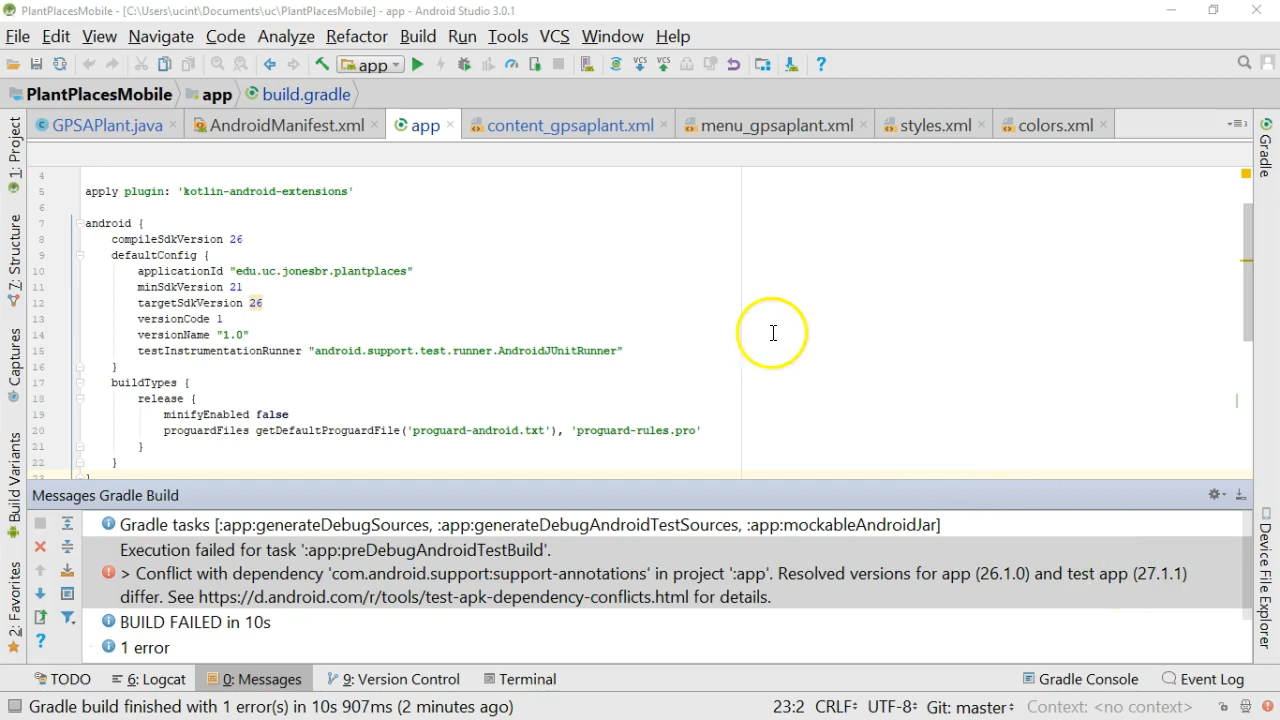 PlantPlacesMobile - [C:\Users\ucint\Documents\uc\PlantPlacesMobile] - app - Android Studio 3.0.1
File Edit View Navigate Code Analyze Refactor Build Run Tools VCS Window Help
app
VCS VCS
PlantPlacesMobile app build.gradle
GPSAPlant.java AndroidManifest.xml app content_gpsaplant.xml menu_gpsaplant.xml styles.xml colors.xml
1: Project
7: Structure
Captures
Build Variants
2: Favorites
4
5 apply plugin: 'kotlin-android-extensions'
6
7 android {
8 compileSdkVersion 26
9 defaultConfig {
10 applicationId "edu.uc.jonesbr.plantplaces"
11 minSdkVersion 21
12 targetSdkVersion 26
13 versionCode 1
14 versionName "1.0"
15 testInstrumentationRunner "android.support.test.runner.AndroidJUnitRunner"
16 }
17 buildTypes {
18 release {
19 minifyEnabled false
20 proguardFiles getDefaultProguardFile('proguard-android.txt'), 'proguard-rules.pro'
21 }
22 }
23 }
Gradle
Device File Explorer
Messages Gradle Build
Gradle tasks [:app:generateDebugSources, :app:generateDebugAndroidTestSources, :app:mockableAndroidJar]
Execution failed for task ':app:preDebugAndroidTestBuild'.
> Conflict with dependency 'com.android.support:support-annotations' in project ':app'. Resolved versions for app (26.1.0) and test app (27.1.1)
differ. See https://d.android.com/r/tools/test-apk-dependency-conflicts.html for details.
BUILD FAILED in 10s
1 error
TODO 6: Logcat 0: Messages 9: Version Control Terminal Gradle Console Event Log
Gradle build finished with 1 error(s) in 10s 907ms (2 minutes ago) 23:2 CRLF UTF-8 Git: master Context: <no context>